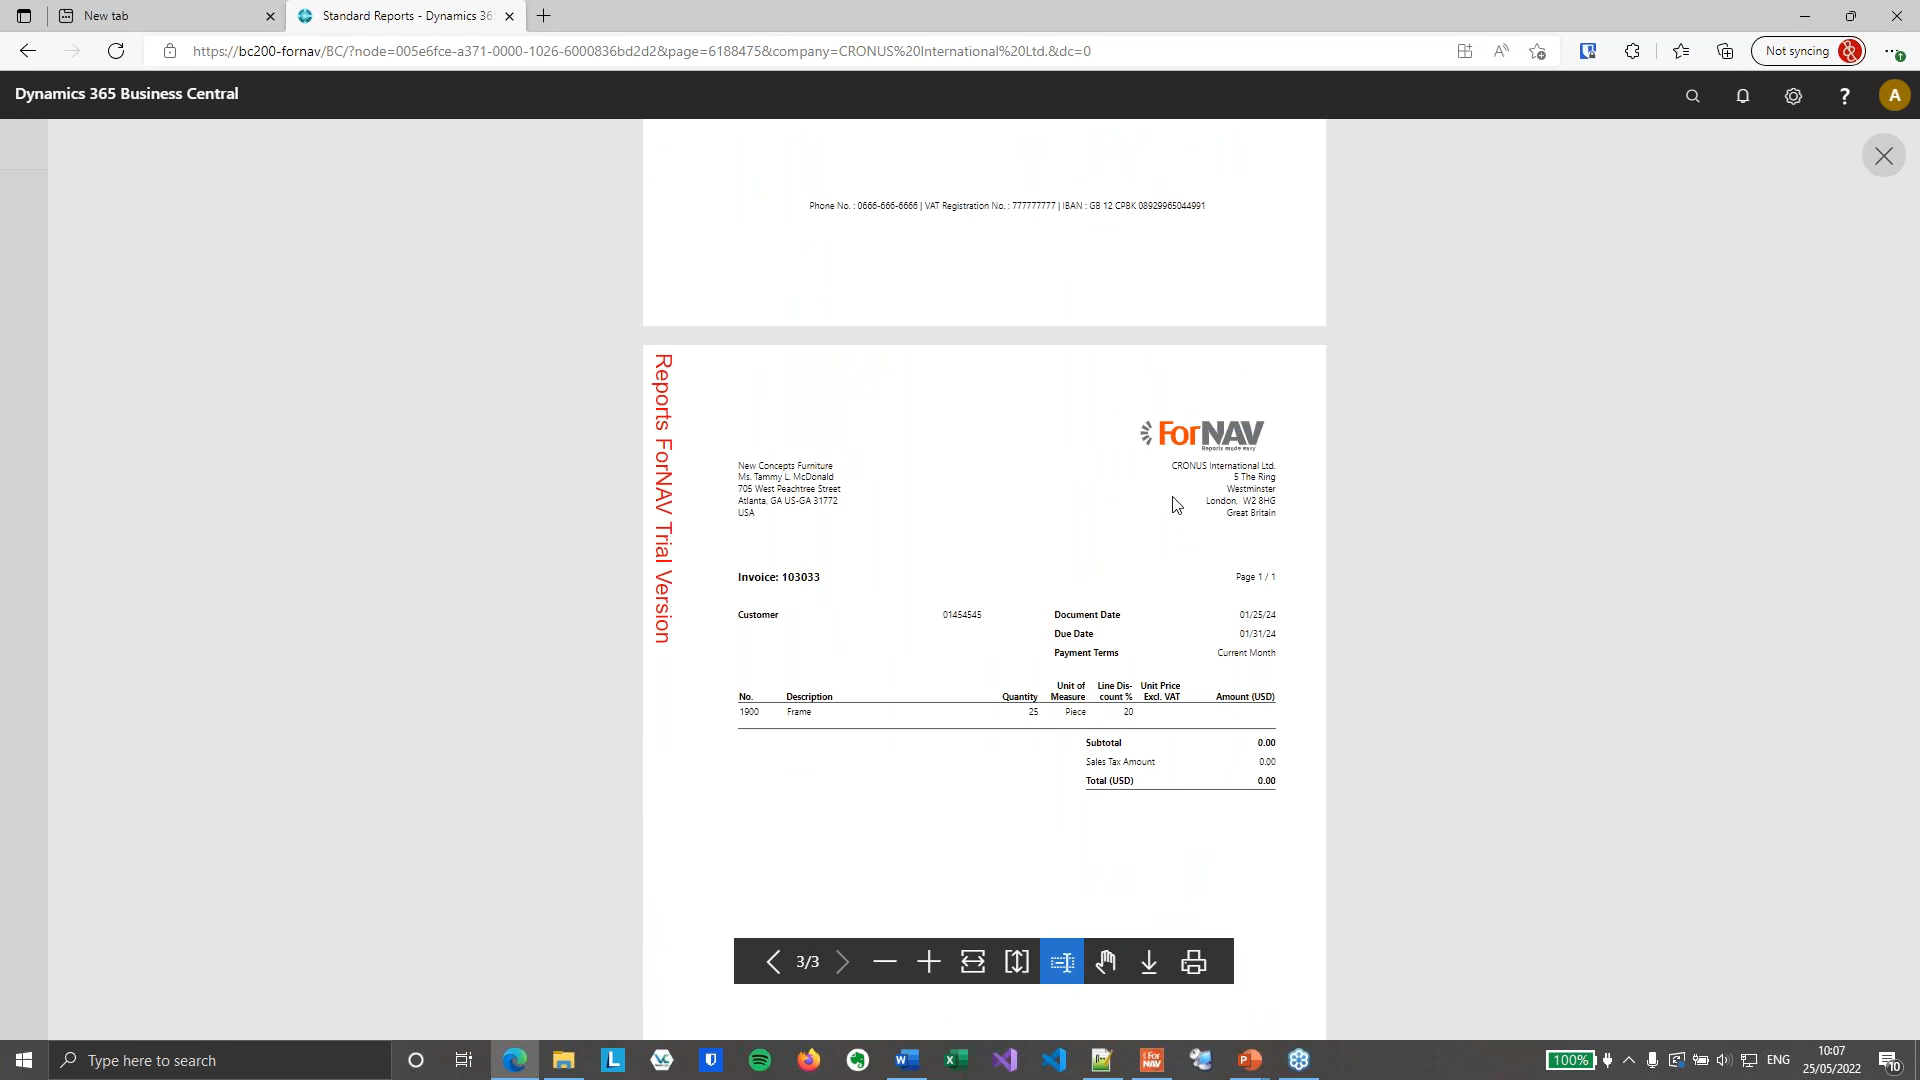 New tab
Standard Reports - Dynamics 36
https://bc200-fornav/BC/?node=005e6fce-a371-0000-1026-6000836bd2d2&page=6188475&company=CRONUS%20International%20Ltd.&dc=0
Not syncing
Dynamics 365 Business Central
A
Phone No. : 0666-666-6666 | VAT Registration No. : 777777777 | IBAN : GB 12 CPBK 08929965044991
Reports ForNAV Trial Version
ForNAV
Reports made easy
New Concepts Furniture
Ms. Tammy L. McDonald
705 West Peachtree Street
Atlanta, GA US-GA 31772
USA
CRONUS International Ltd.
5 The Ring
Westminster
London, W2 8HG
Great Britain
Invoice: 103033 Page 1 / 1
Customer 01454545 Document Date 01/25/24
Due Date 01/31/24
Payment Terms Current Month
No. Description Quantity Unit of Measure Line Dis-count % Unit Price Excl. VAT Amount (USD)
1900 Frame 25 Piece 20
Subtotal 0.00
Sales Tax Amount 0.00
Total (USD) 0.00
3/3
Type here to search
100%
ENG
10:07
25/05/2022
10